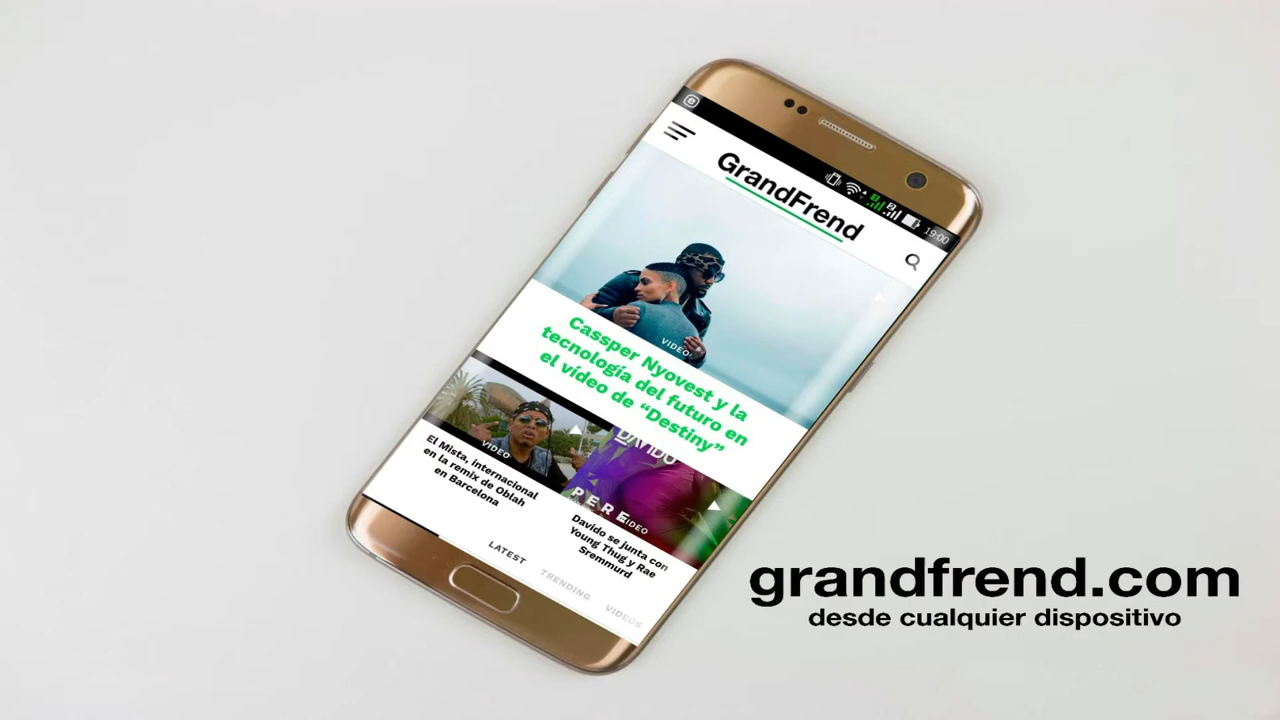 19:00
GrandFrend
VIDEO
Cassper Nyovest y la
tecnología del futuro en
el vídeo de “Destiny”
VIDEO
El Mista, internacional
en la remix de Oblah
en Barcelona
DAVIDO
PERE
VIDEO
Davido se junta con
Young Thug y Rae
Sremmurd
LATEST
TRENDING
VIDEOS
grandfrend.com
desde cualquier dispositivo